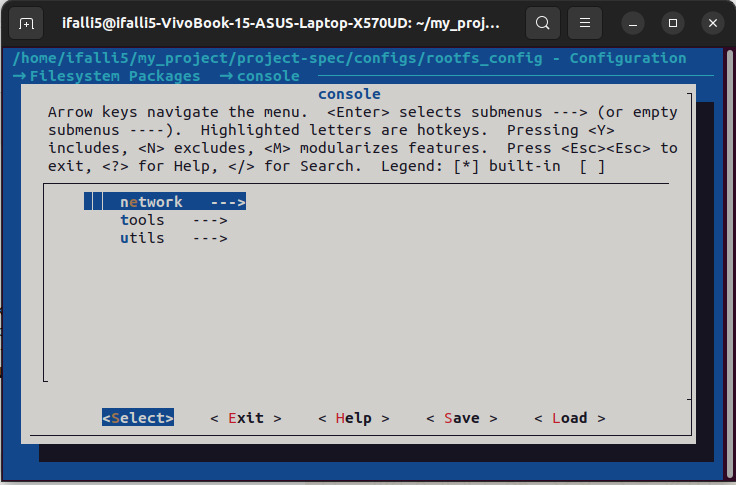 ifalli5@ifalli5-VivoBook-15-ASUS-Laptop-X570UD: ~/my_proj…
/home/ifalli5/my_project/project-spec/configs/rootfs_config - Configuration
→ Filesystem Packages → console
console
Arrow keys navigate the menu. <Enter> selects submenus ---> (or empty
submenus ----). Highlighted letters are hotkeys. Pressing <Y>
includes, <N> excludes, <M> modularizes features. Press <Esc><Esc> to
exit, <?> for Help, </> for Search. Legend: [*] built-in [ ]
network --->
tools --->
utils --->
<Select> < Exit > < Help > < Save > < Load >